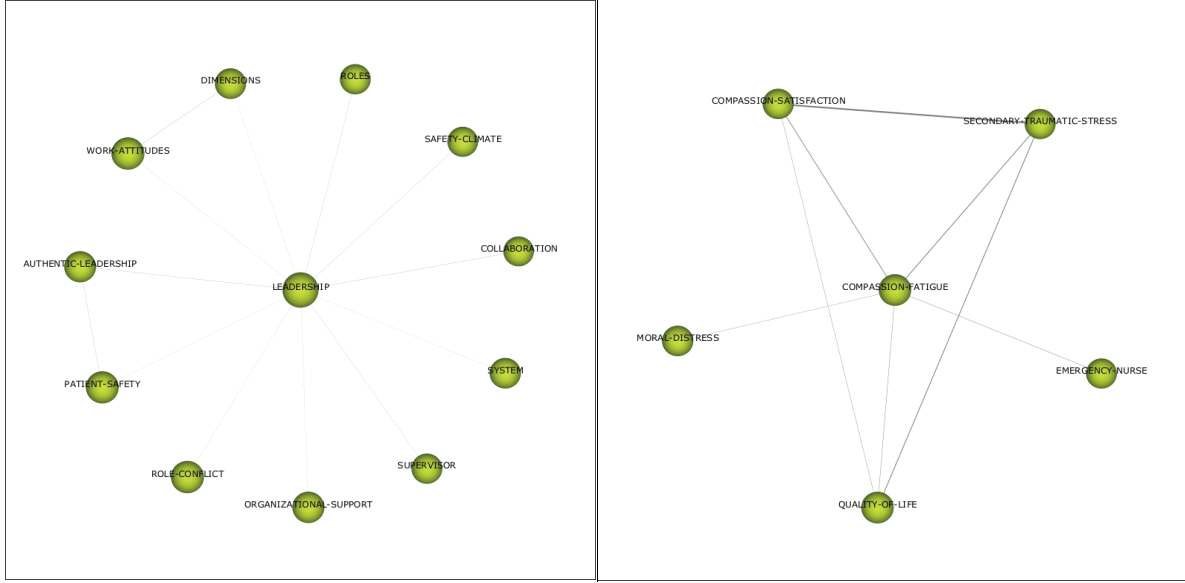 ROLES
DIMENSIONS
SAFETY-CLIMATE
WORK-ATTITUDES
COLLABORATION
AUTHENTIC-LEADERSHIP
LEADERSHIP
SYSTEM
PATIENT-SAFETY
SUPERVISOR
ROLE-CONFLICT
ORGANIZATIONAL-SUPPORT
COMPASSION-SATISFACTION
SECONDARY-TRAUMATIC-STRESS
COMPASSION-FATIGUE
MORAL-DISTRESS
EMERGENCY-NURSE
QUALITY-OF-LIFE